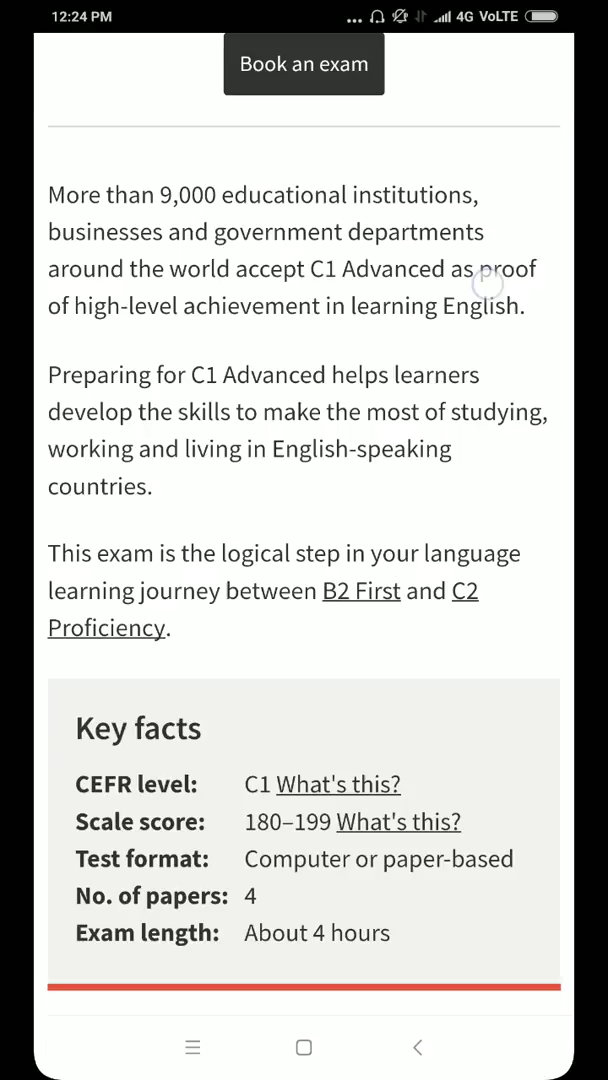 12:24 PM
... 4G VoLTE
Book an exam
More than 9,000 educational institutions,
businesses and government departments
around the world accept C1 Advanced as proof
of high-level achievement in learning English.
Preparing for C1 Advanced helps learners
develop the skills to make the most of studying,
working and living in English-speaking
countries.
This exam is the logical step in your language
learning journey between B2 First and C2
Proficiency.
Key facts
CEFR level: C1 What's this?
Scale score: 180–199 What's this?
Test format: Computer or paper-based
No. of papers: 4
Exam length: About 4 hours